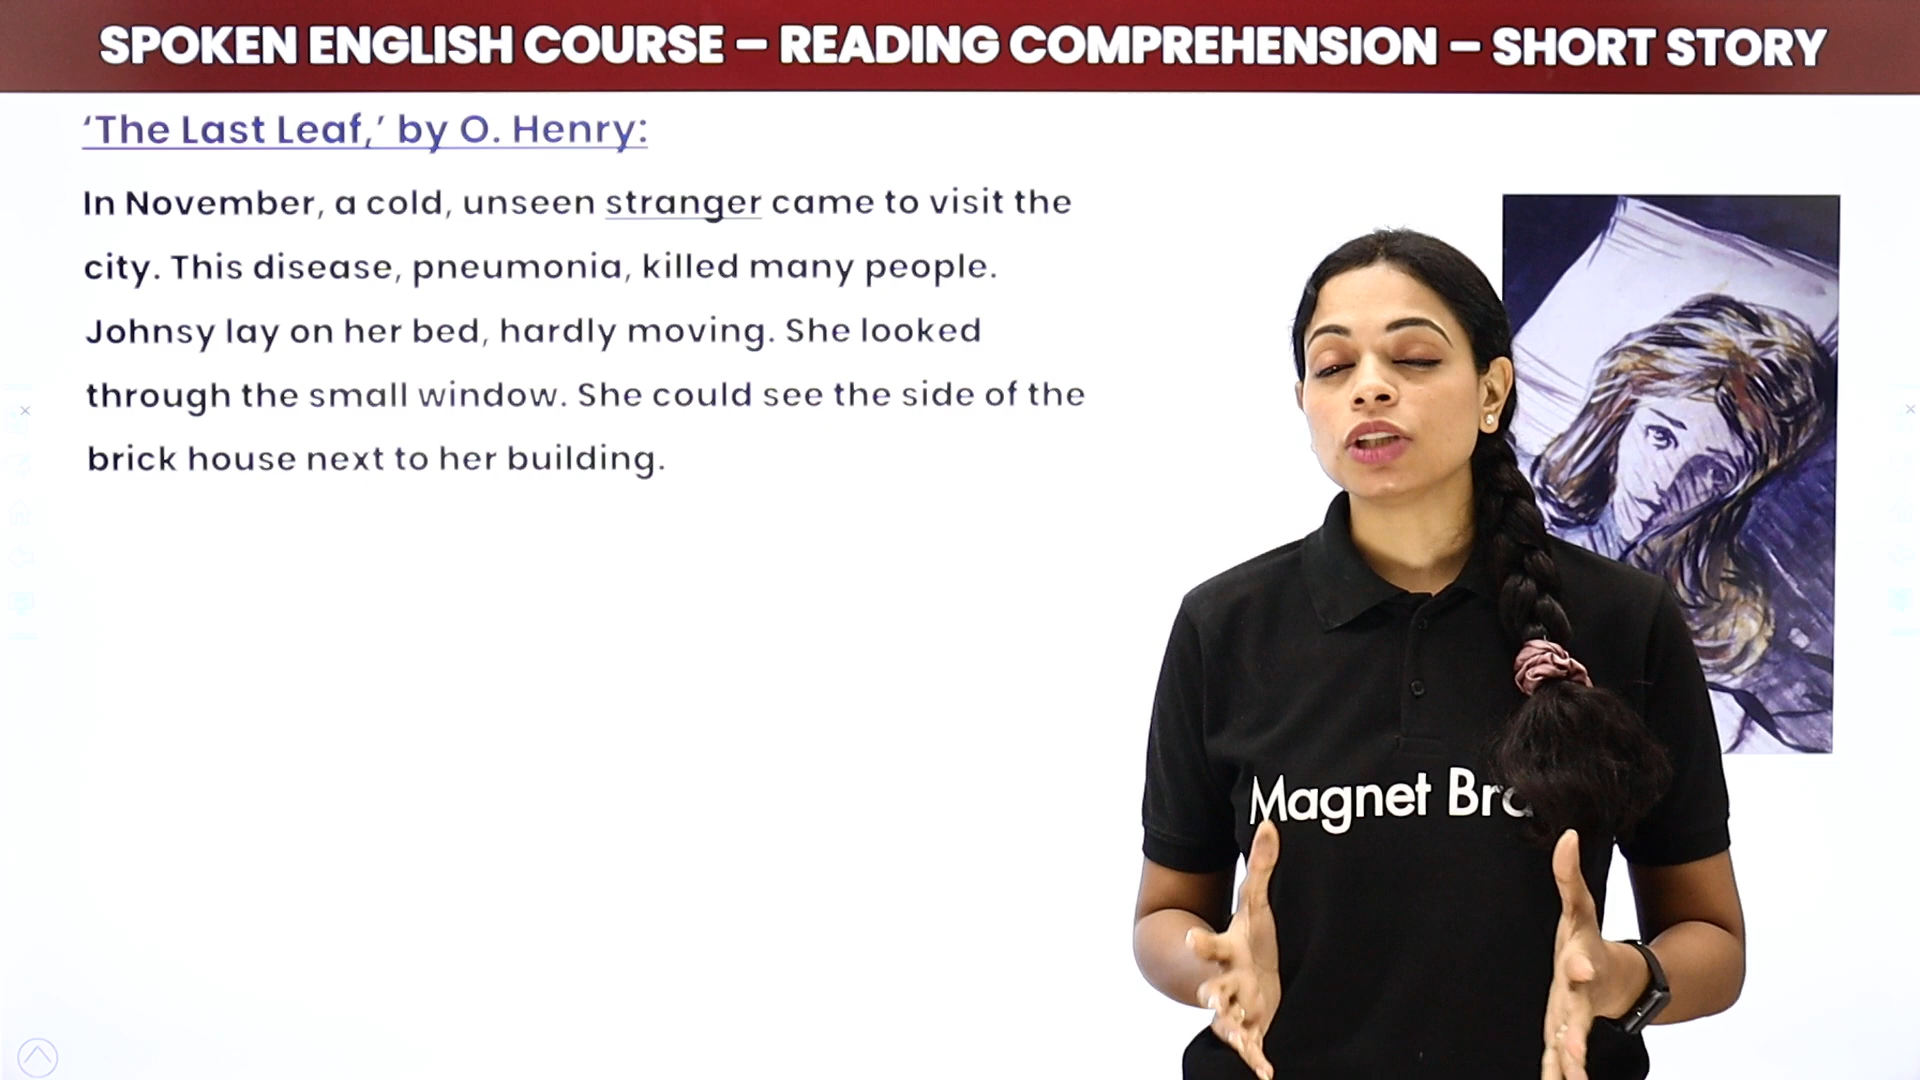 SPOKEN ENGLISH COURSE – READING COMPREHENSION – SHORT STORY
‘The Last Leaf,’ by O. Henry:
In November, a cold, unseen stranger came to visit the
city. This disease, pneumonia, killed many people.
Johnsy lay on her bed, hardly moving. She looked
through the small window. She could see the side of the
brick house next to her building.
Magnet